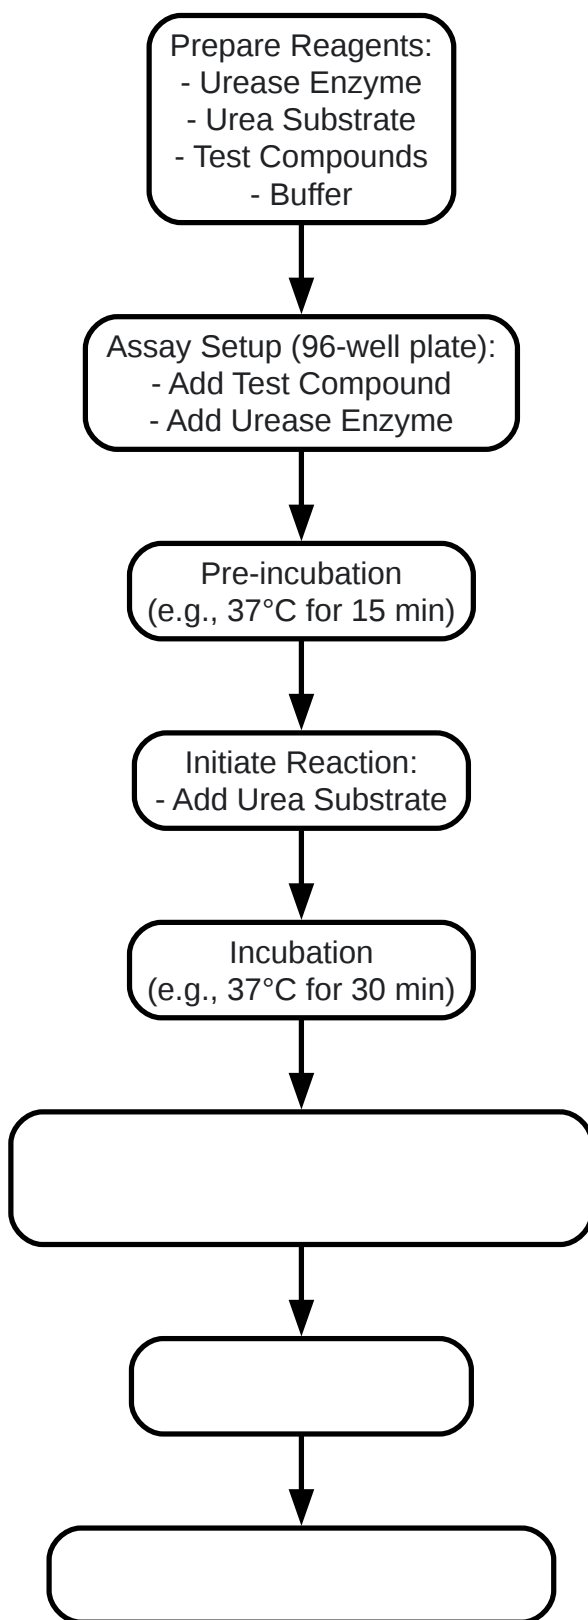 Prepare Reagents:
- Urease Enzyme
- Urea Substrate
- Test Compounds
- Buffer
Assay Setup (96-well plate):
- Add Test Compound
- Add Urease Enzyme
Pre-incubation
(e.g., 37°C for 15 min)
Initiate Reaction:
- Add Urea Substrate
Incubation
(e.g., 37°C for 30 min)